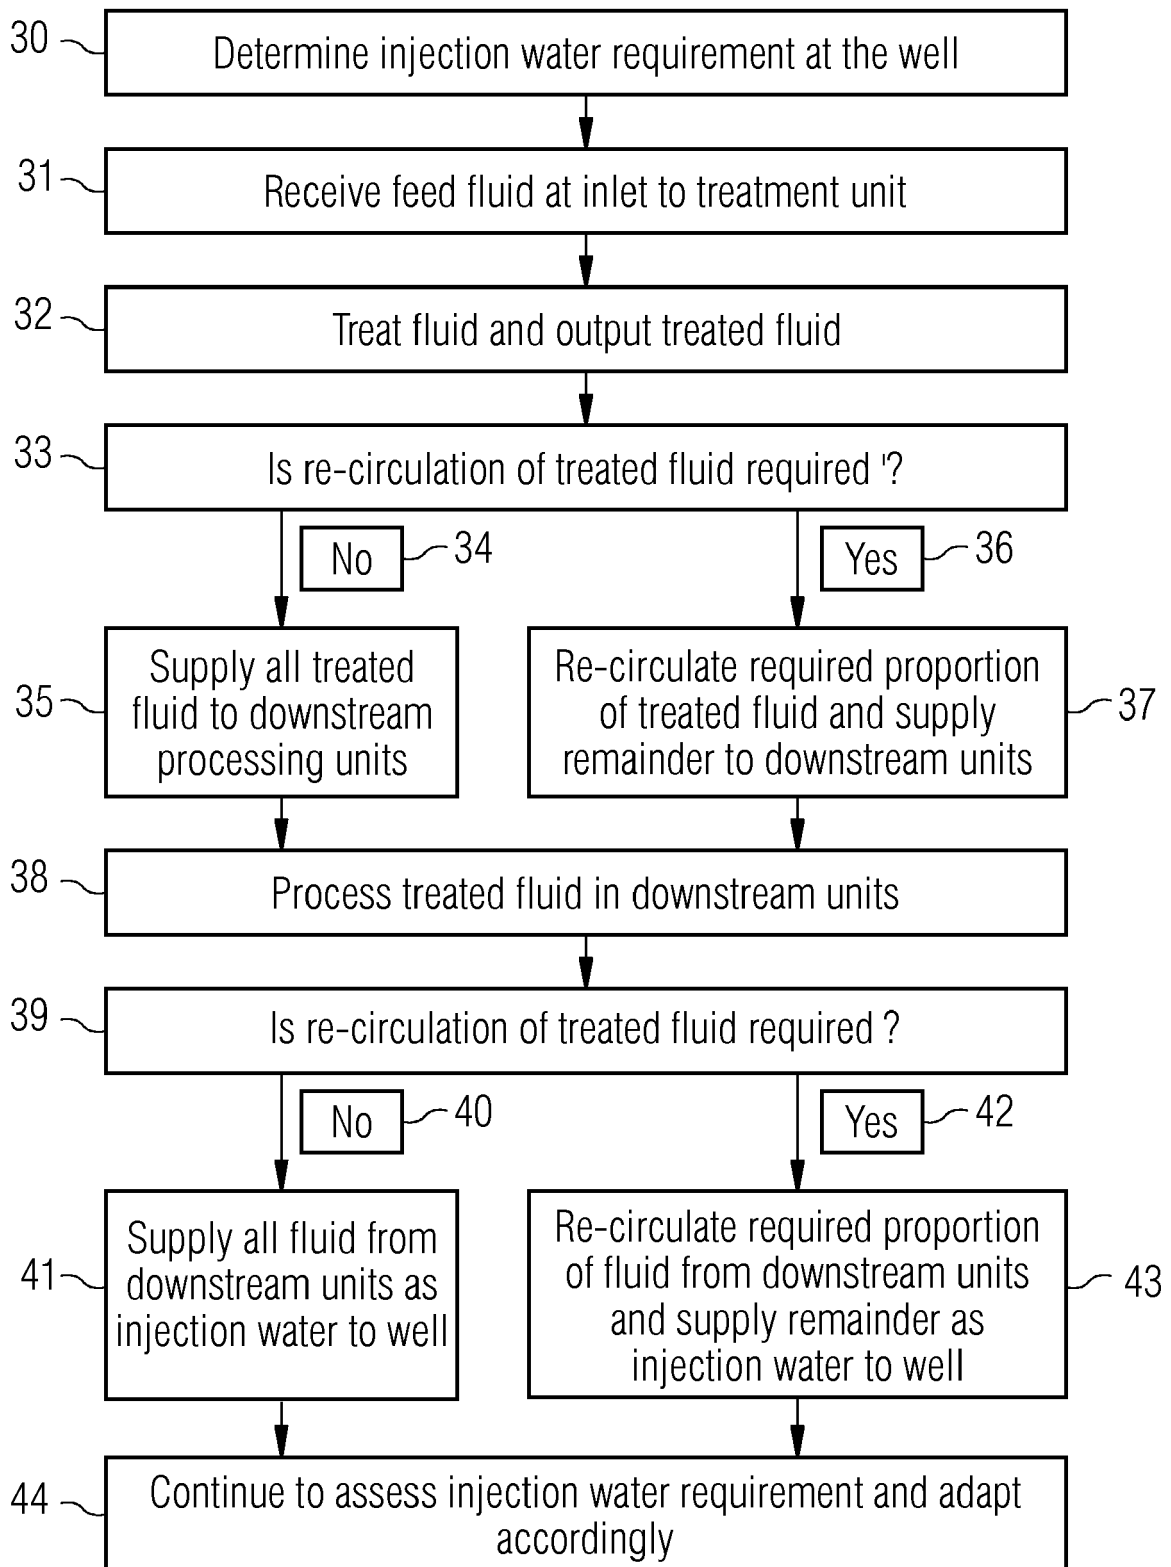 30
Determine injection water requirement at the well
31
Receive feed fluid at inlet to treatment unit
32
Treat fluid and output treated fluid
33
Is re-circulation of treated fluid required '?
No
34
Yes
36
35
Supply all treated
fluid to downstream
processing units
Re-circulate required proportion
of treated fluid and supply
remainder to downstream units
37
38
Process treated fluid in downstream units
39
Is re-circulation of treated fluid required ?
No
40
Yes
42
41
Supply all fluid from
downstream units as
injection water to well
Re-circulate required proportion
of fluid from downstream units
and supply remainder as
injection water to well
43
44
Continue to assess injection water requirement and adapt
accordingly